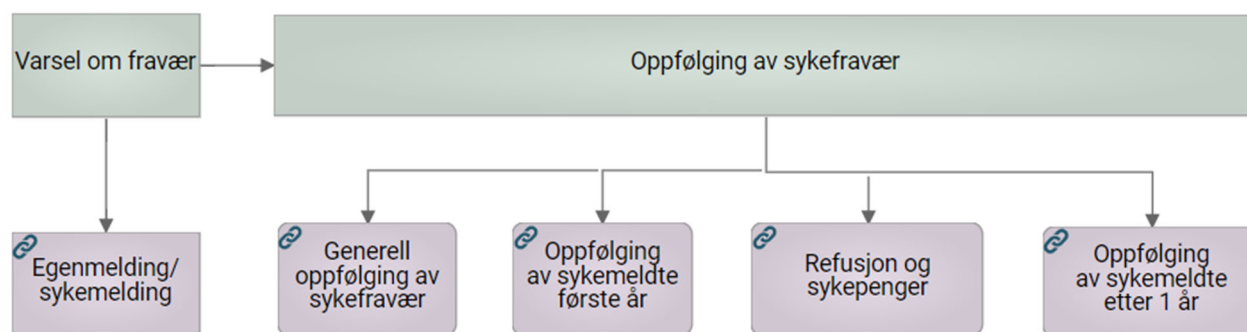 Varsel om fravær
Oppfølging av sykefravær
Egenmelding/
sykemelding
Generell
oppfølging av
sykefravær
Oppfølging
av sykemeldte
første år
Refusjon og
sykepenger
Oppfølging
av sykemeldte
etter 1 år